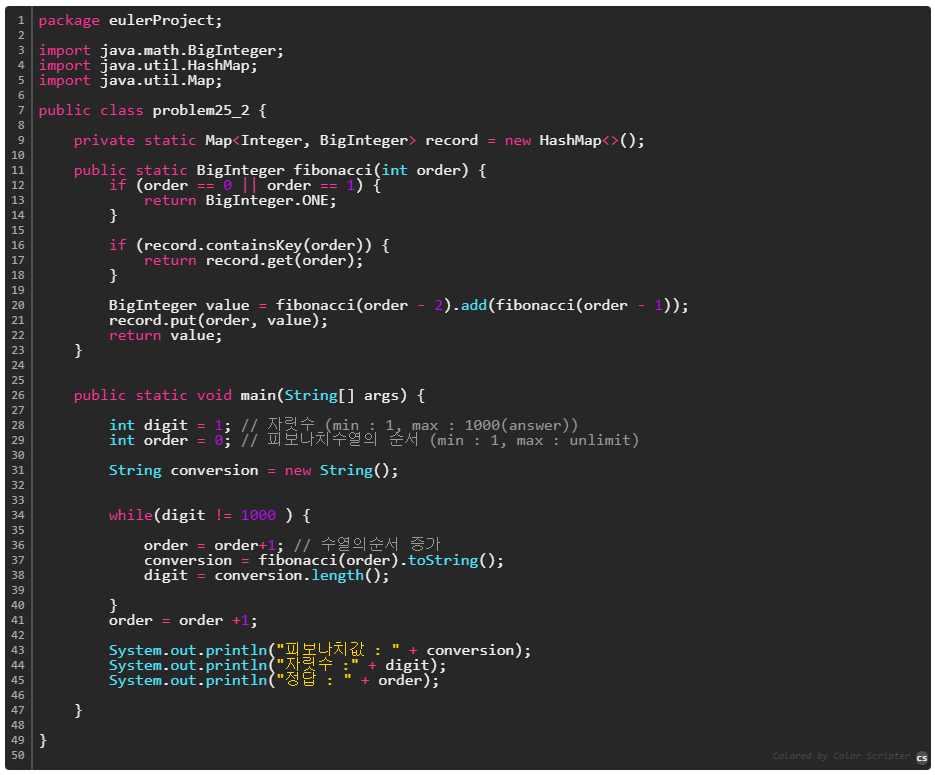 1 package eulerProject;
2
3 import java.math.BigInteger;
4 import java.util.HashMap;
5 import java.util.Map;
6
7 public class problem25_2 {
8
9     private static Map<Integer, BigInteger> record = new HashMap<>();
10
11     public static BigInteger fibonacci(int order) {
12         if (order == 0 || order == 1) {
13             return BigInteger.ONE;
14         }
15
16         if (record.containsKey(order)) {
17             return record.get(order);
18         }
19
20         BigInteger value = fibonacci(order - 2).add(fibonacci(order - 1));
21         record.put(order, value);
22         return value;
23     }
24
25
26     public static void main(String[] args) {
27
28         int digit = 1; // 자릿수 (min : 1, max : 1000(answer))
29         int order = 0; // 피보나치수열의 순서 (min : 1, max : unlimit)
30
31         String conversion = new String();
32
33
34         while(digit != 1000 ) {
35
36             order = order+1; // 수열의순서 증가
37             conversion = fibonacci(order).toString();
38             digit = conversion.length();
39
40         }
41         order = order +1;
42
43         System.out.println("피보나치값 : " + conversion);
44         System.out.println("자릿수 :" + digit);
45         System.out.println("정답 : " + order);
46
47     }
48
49 }
50
Colored by Color Scripter cs